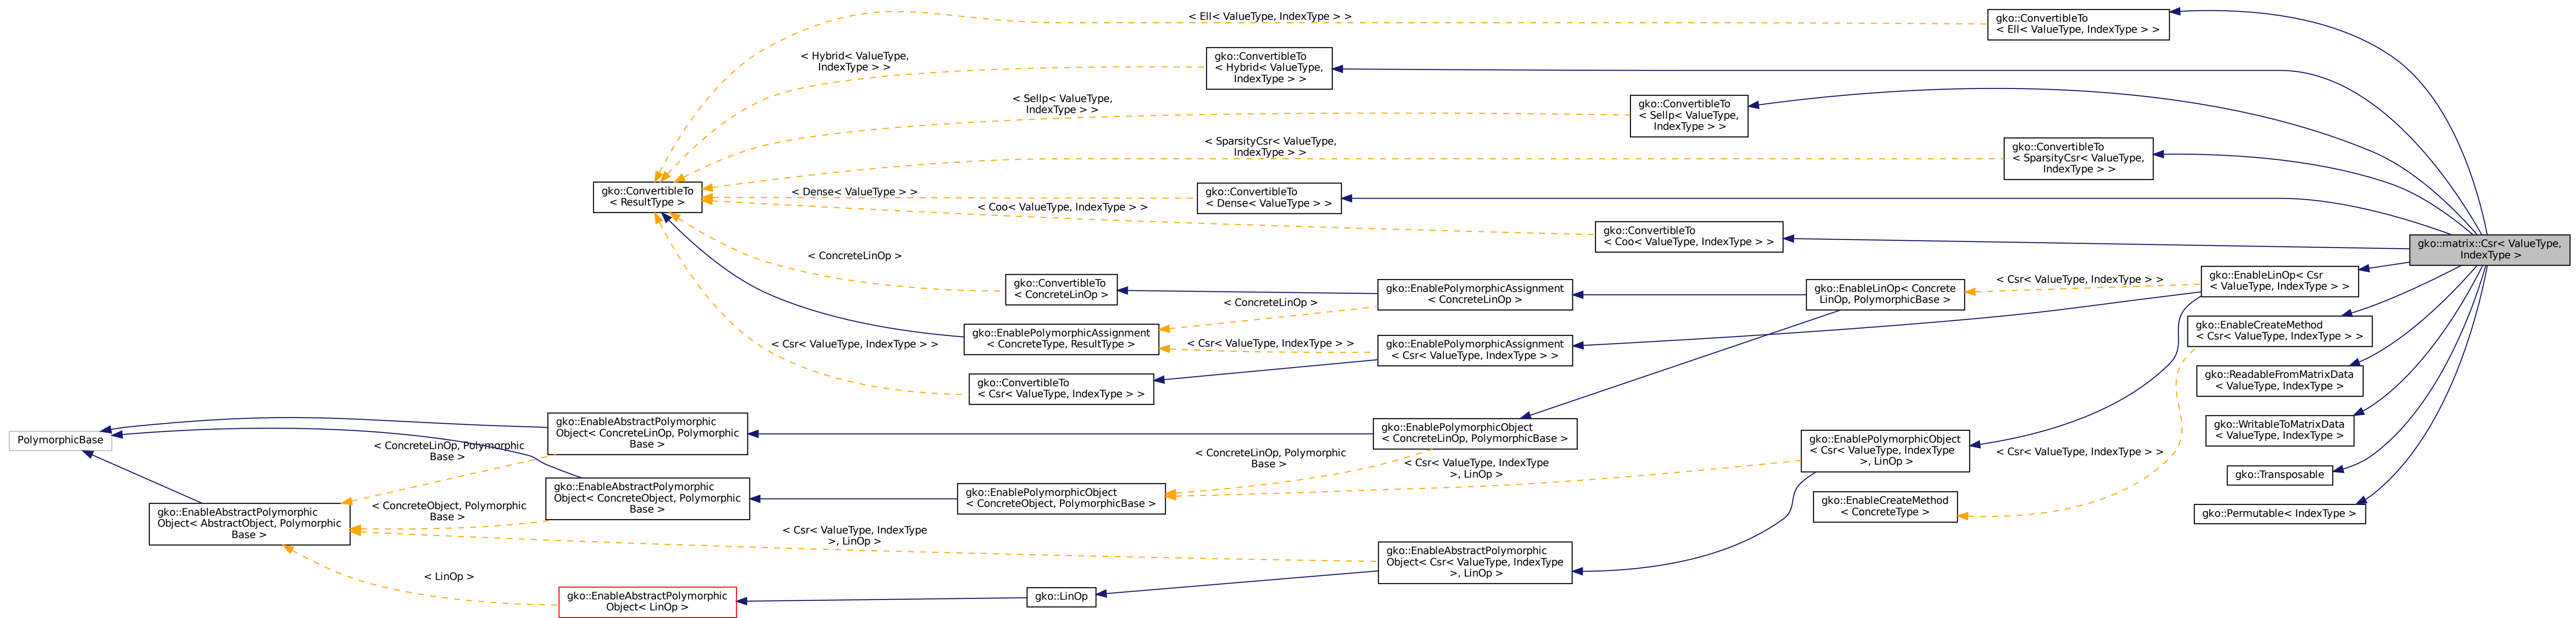 < Ell< ValueType, IndexType > >
gko::ConvertibleTo
< Ell< ValueType, IndexType > >
< Hybrid< ValueType,
IndexType > >
gko::ConvertibleTo
< Hybrid< ValueType,
IndexType > >
< Sellp< ValueType,
IndexType > >
gko::ConvertibleTo
< Sellp< ValueType,
IndexType > >
< SparsityCsr< ValueType,
IndexType > >
gko::ConvertibleTo
< SparsityCsr< ValueType,
IndexType > >
gko::ConvertibleTo
< ResultType >
< Dense< ValueType > >
gko::ConvertibleTo
< Dense< ValueType > >
< Coo< ValueType, IndexType > >
gko::ConvertibleTo
< Coo< ValueType, IndexType > >
gko::matrix::Csr< ValueType,
IndexType >
< ConcreteLinOp >
gko::ConvertibleTo
< ConcreteLinOp >
gko::EnablePolymorphicAssignment
< ConcreteLinOp >
gko::EnableLinOp< Concrete
LinOp, PolymorphicBase >
< Csr< ValueType, IndexType > >
gko::EnableLinOp< Csr
< ValueType, IndexType > >
< ConcreteLinOp >
gko::EnablePolymorphicAssignment
< ConcreteType, ResultType >
< Csr< ValueType, IndexType > >
< Csr< ValueType, IndexType > >
gko::EnablePolymorphicAssignment
< Csr< ValueType, IndexType > >
gko::EnableCreateMethod
< Csr< ValueType, IndexType > >
gko::ConvertibleTo
< Csr< ValueType, IndexType > >
gko::ReadableFromMatrixData
< ValueType, IndexType >
PolymorphicBase
gko::EnableAbstractPolymorphic
Object< ConcreteLinOp, Polymorphic
Base >
gko::EnablePolymorphicObject
< ConcreteLinOp, PolymorphicBase >
gko::WritableToMatrixData
< ValueType, IndexType >
< ConcreteLinOp, Polymorphic
Base >
< ConcreteLinOp, Polymorphic
Base >
< Csr< ValueType, IndexType
>, LinOp >
gko::EnablePolymorphicObject
< Csr< ValueType, IndexType
>, LinOp >
< Csr< ValueType, IndexType > >
gko::Transposable
gko::EnableAbstractPolymorphic
Object< ConcreteObject, Polymorphic
Base >
gko::EnablePolymorphicObject
< ConcreteObject, PolymorphicBase >
gko::EnableCreateMethod
< ConcreteType >
gko::Permutable< IndexType >
gko::EnableAbstractPolymorphic
Object< AbstractObject, Polymorphic
Base >
< ConcreteObject, Polymorphic
Base >
< Csr< ValueType, IndexType
>, LinOp >
gko::EnableAbstractPolymorphic
Object< Csr< ValueType, IndexType
>, LinOp >
< LinOp >
gko::EnableAbstractPolymorphic
Object< LinOp >
gko::LinOp